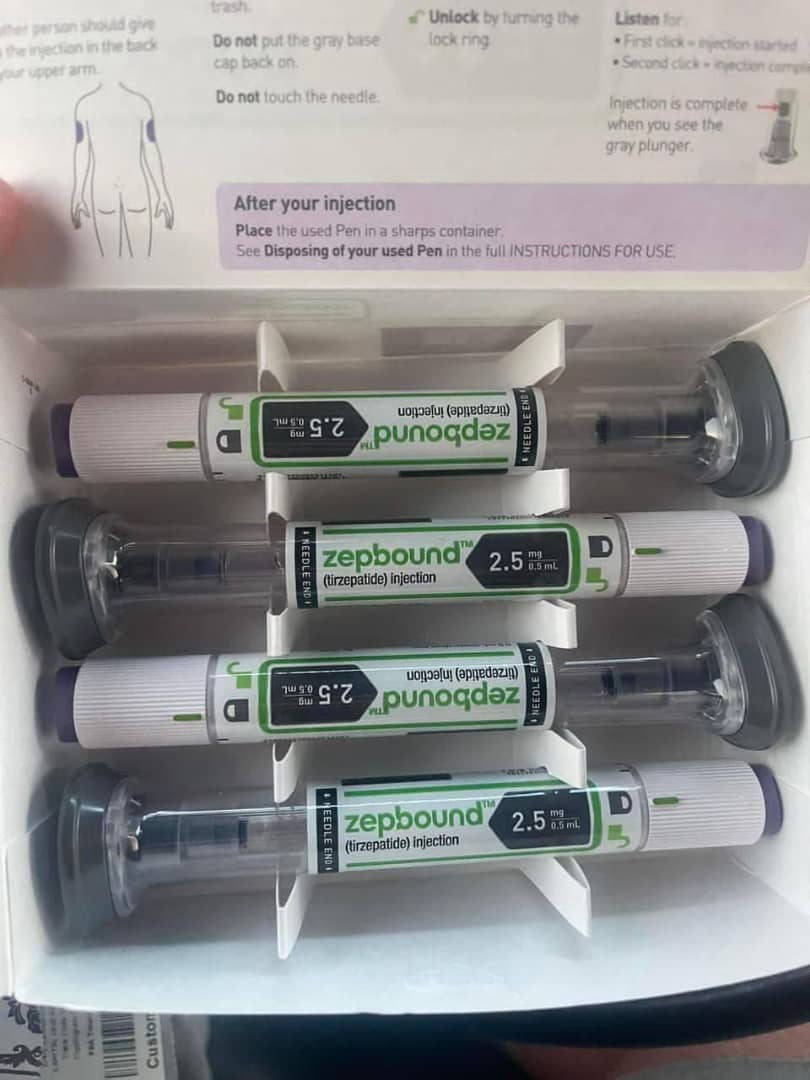 trash.
other person should give
the injection in the back
your upper arm.
Do not put the gray base
cap back on.
Do not touch the needle.
Unlock by turning the
lock ring.
Listen for
• First click = injection started
• Second click = injection
Injection is complete
when you see the
gray plunger.
After your injection
Place the used Pen in a sharps container.
See Disposing of your used Pen in the full INSTRUCTIONS FOR USE.
zepbound™
(tirzepatide) injection
2.5 mg
0.5 mL
NEEDLE END
zepbound™
(tirzepatide) injection
2.5 mg
0.5 mL
NEEDLE END
zepbound™
(tirzepatide) injection
2.5 mg
0.5 mL
NEEDLE END
zepbound™
(tirzepatide) injection
2.5 mg
0.5 mL
NEEDLE END
Custom